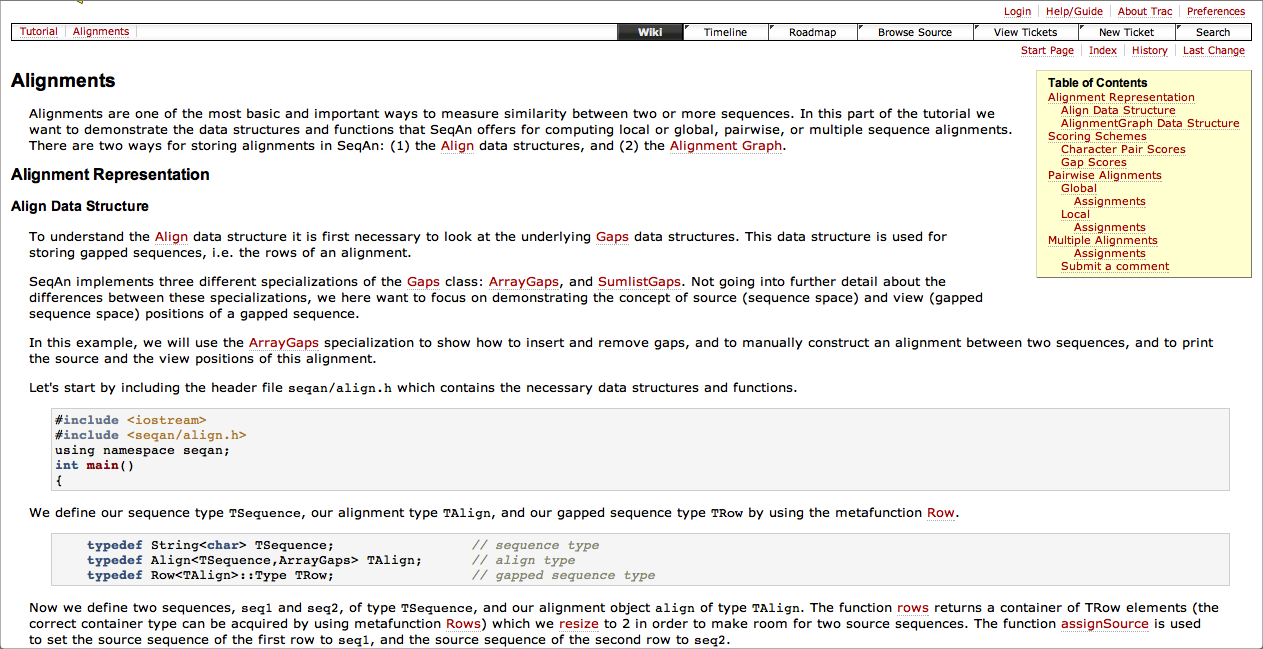 Login Help/Guide About Trac Preferences
Tutorial Alignments Wiki Timeline Roadmap Browse Source View Tickets New Ticket Search
Start Page Index History Last Change
Alignments
Alignments are one of the most basic and important ways to measure similarity between two or more sequences. In this part of the tutorial we
want to demonstrate the data structures and functions that SeqAn offers for computing local or global, pairwise, or multiple sequence alignments.
There are two ways for storing alignments in SeqAn: (1) the Align data structures, and (2) the Alignment Graph.
Table of Contents
Alignment Representation
Align Data Structure
AlignmentGraph Data Structure
Scoring Schemes
Character Pair Scores
Gap Scores
Pairwise Alignments
Global
Assignments
Local
Assignments
Multiple Alignments
Assignments
Submit a comment
Alignment Representation
Align Data Structure
To understand the Align data structure it is first necessary to look at the underlying Gaps data structures. This data structure is used for
storing gapped sequences, i.e. the rows of an alignment.
SeqAn implements three different specializations of the Gaps class: ArrayGaps, and SumlistGaps. Not going into further detail about the
differences between these specializations, we here want to focus on demonstrating the concept of source (sequence space) and view (gapped
sequence space) positions of a gapped sequence.
In this example, we will use the ArrayGaps specialization to show how to insert and remove gaps, and to manually construct an alignment between two sequences, and to print
the source and the view positions of this alignment.
Let's start by including the header file seqan/align.h which contains the necessary data structures and functions.
#include <iostream>
#include <seqan/align.h>
using namespace seqan;
int main()
{
We define our sequence type TSequence, our alignment type TAlign, and our gapped sequence type TRow by using the metafunction Row.
typedef String<char> TSequence; // sequence type
typedef Align<TSequence,ArrayGaps> TAlign; // align type
typedef Row<TAlign>::Type TRow; // gapped sequence type
Now we define two sequences, seq1 and seq2, of type TSequence, and our alignment object align of type TAlign. The function rows returns a container of TRow elements (the
correct container type can be acquired by using metafunction Rows) which we resize to 2 in order to make room for two source sequences. The function assignSource is used
to set the source sequence of the first row to seq1, and the source sequence of the second row to seq2.